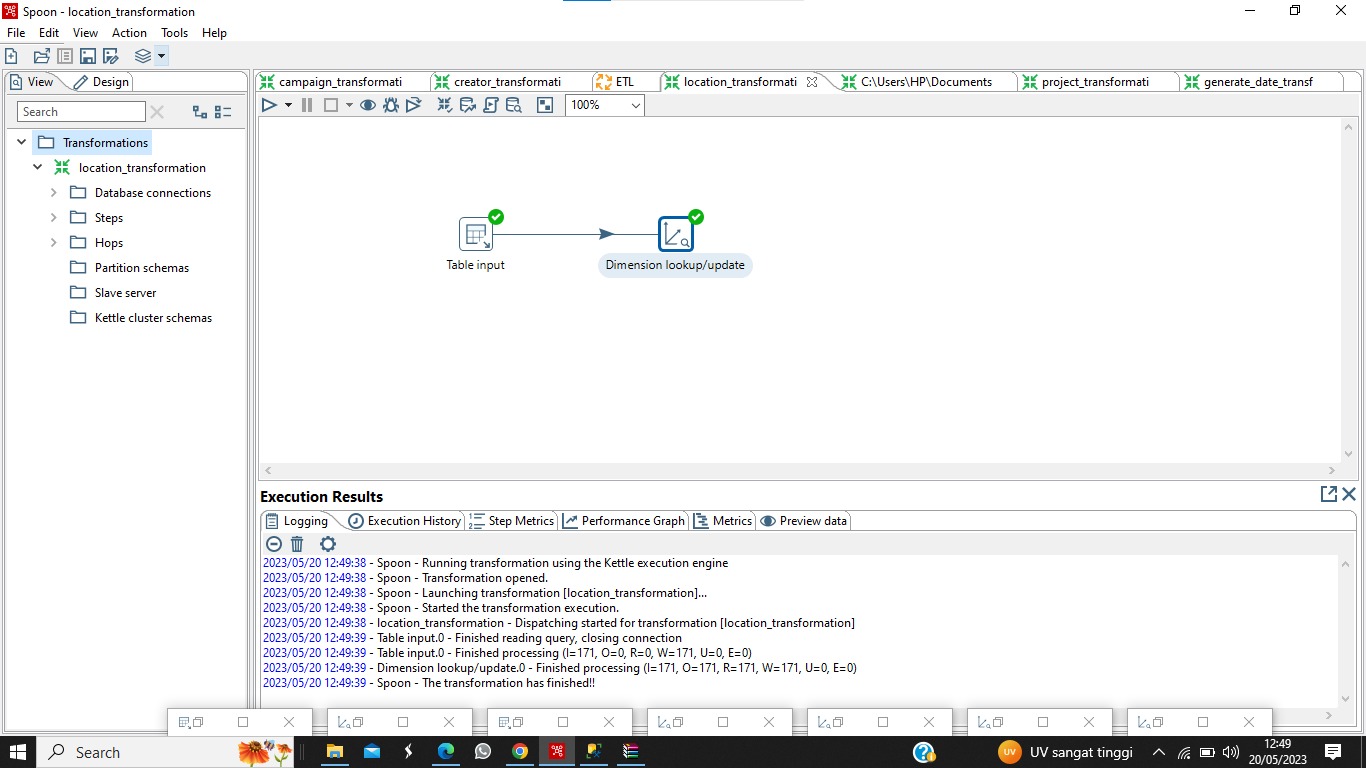 Spoon - location_transformation
File Edit View Action Tools Help
View Design
campaign_transformati creator_transformati ETL location_transformati C:\Users\HP\Documents project_transformati generate_date_transf
Search
100%
Transformations
location_transformation
Database connections
Steps
Hops
Partition schemas
Slave server
Kettle cluster schemas
Table input
Dimension lookup/update
Execution Results
Logging Execution History Step Metrics Performance Graph Metrics Preview data
2023/05/20 12:49:38 - Spoon - Running transformation using the Kettle execution engine
2023/05/20 12:49:38 - Spoon - Transformation opened.
2023/05/20 12:49:38 - Spoon - Launching transformation [location_transformation]...
2023/05/20 12:49:38 - Spoon - Started the transformation execution.
2023/05/20 12:49:38 - location_transformation - Dispatching started for transformation [location_transformation]
2023/05/20 12:49:39 - Table input.0 - Finished reading query, closing connection
2023/05/20 12:49:39 - Table input.0 - Finished processing (I=171, O=0, R=0, W=171, U=0, E=0)
2023/05/20 12:49:39 - Dimension lookup/update.0 - Finished processing (I=171, O=171, R=171, W=171, U=0, E=0)
2023/05/20 12:49:39 - Spoon - The transformation has finished!!
Search
UV
UV sangat tinggi
12:49
20/05/2023